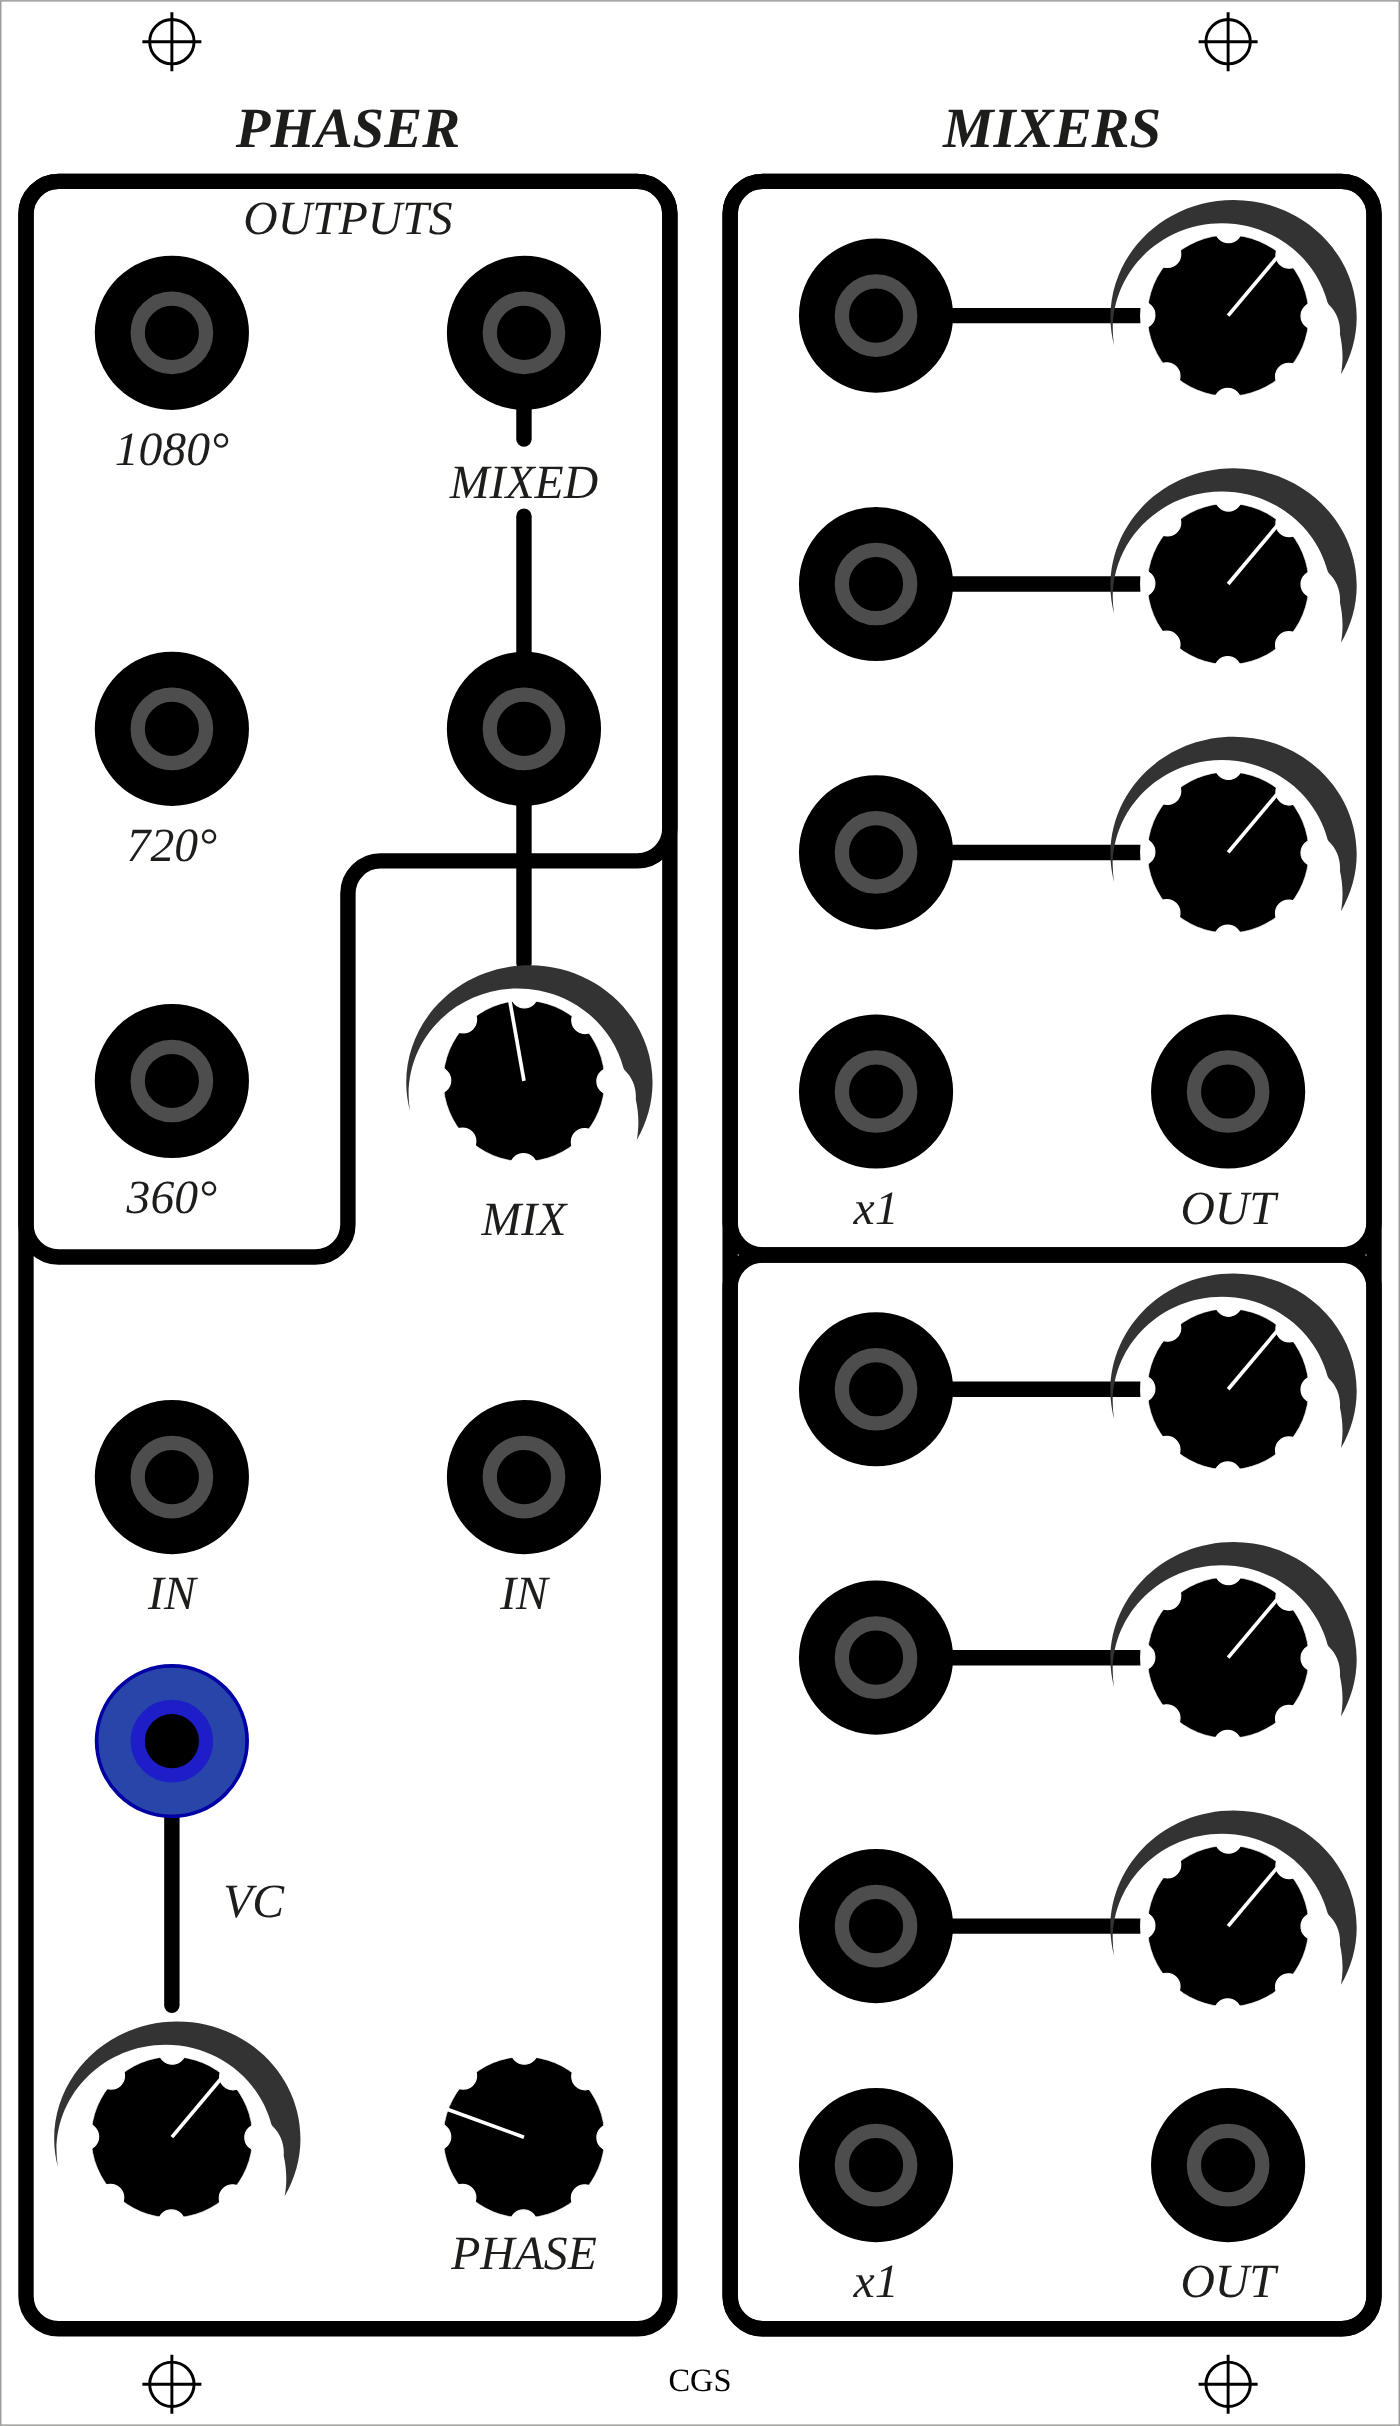 PHASER
MIXERS
OUTPUTS
1080°
MIXED
720°
360°
MIX
IN
IN
VC
PHASE
x1
OUT
x1
OUT
CGS